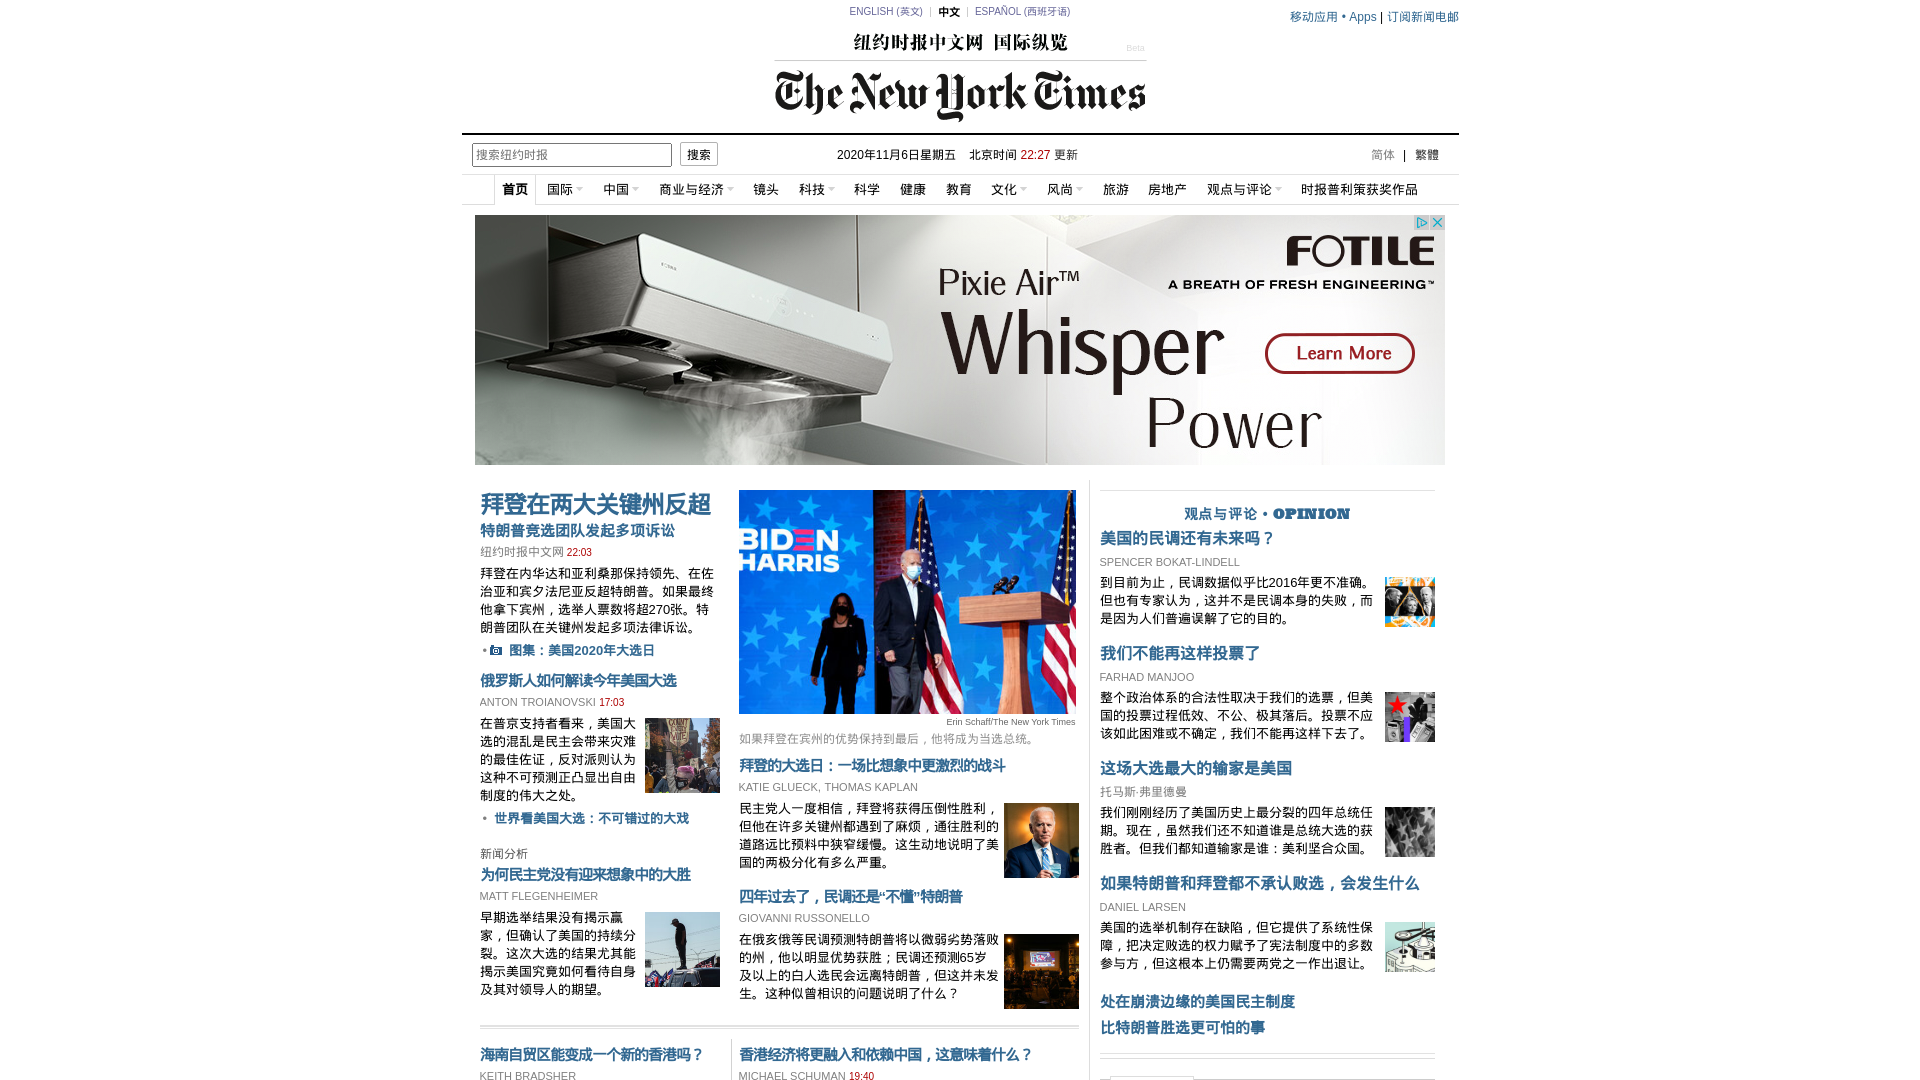 ENGLISH (英文) | 中文 | ESPAÑOL (西班牙语)
移动应用 • Apps | 订阅新闻电邮
纽约时报中文网 国际纵览
Beta
The New York Times
搜索纽约时报 搜索
2020年11月6日星期五 北京时间 22:27 更新
简体 | 繁體
首页 国际 中国 商业与经济 镜头 科技 科学 健康 教育 文化 风尚 旅游 房地产 观点与评论 时报普利策获奖作品
FOTILE
A BREATH OF FRESH ENGINEERING™
Pixie Air™
Whisper
Power
Learn More
拜登在两大关键州反超
特朗普竞选团队发起多项诉讼
纽约时报中文网 22:03
拜登在内华达和亚利桑那保持领先、在佐
治亚和宾夕法尼亚反超特朗普。如果最终
他拿下宾州，选举人票数将超270张。特
朗普团队在关键州发起多项法律诉讼。
• 图集：美国2020年大选日
俄罗斯人如何解读今年美国大选
ANTON TROIANOVSKI 17:03
在普京支持者看来，美国大
选的混乱是民主会带来灾难
的最佳佐证，反对派则认为
这种不可预测正凸显出自由
制度的伟大之处。
• 世界看美国大选：不可错过的大戏
新闻分析
为何民主党没有迎来想象中的大胜
MATT FLEGENHEIMER
早期选举结果没有揭示赢
家，但确认了美国的持续分
裂。这次大选的结果尤其能
揭示美国究竟如何看待自身
及其对领导人的期望。
BIDEN
HARRIS
Erin Schaff/The New York Times
如果拜登在宾州的优势保持到最后，他将成为当选总统。
拜登的大选日：一场比想象中更激烈的战斗
KATIE GLUECK, THOMAS KAPLAN
民主党人一度相信，拜登将获得压倒性胜利，
但他在许多关键州都遇到了麻烦，通往胜利的
道路远比预料中狭窄缓慢。这生动地说明了美
国的两极分化有多么严重。
四年过去了，民调还是“不懂”特朗普
GIOVANNI RUSSONELLO
在俄亥俄等民调预测特朗普将以微弱劣势落败
的州，他以明显优势获胜；民调还预测65岁
及以上的白人选民会远离特朗普，但这并未发
生。这种似曾相识的问题说明了什么？
观点与评论 • OPINION
美国的民调还有未来吗？
SPENCER BOKAT-LINDELL
到目前为止，民调数据似乎比2016年更不准确。
但也有专家认为，这并不是民调本身的失败，而
是因为人们普遍误解了它的目的。
我们不能再这样投票了
FARHAD MANJOO
整个政治体系的合法性取决于我们的选票，但美
国的投票过程低效、不公、极其落后。投票不应
该如此困难或不确定，我们不能再这样下去了。
这场大选最大的输家是美国
托马斯·弗里德曼
我们刚刚经历了美国历史上最分裂的四年总统任
期。现在，虽然我们还不知道谁是总统大选的获
胜者。但我们都知道输家是谁：美利坚合众国。
如果特朗普和拜登都不承认败选，会发生什么
DANIEL LARSEN
美国的选举机制存在缺陷，但它提供了系统性保
障，把决定败选的权力赋予了宪法制度中的多数
参与方，但这根本上仍需要两党之一作出退让。
处在崩溃边缘的美国民主制度
比特朗普胜选更可怕的事
海南自贸区能变成一个新的香港吗？
KEITH BRADSHER
香港经济将更融入和依赖中国，这意味着什么？
MICHAEL SCHUMAN 19:40